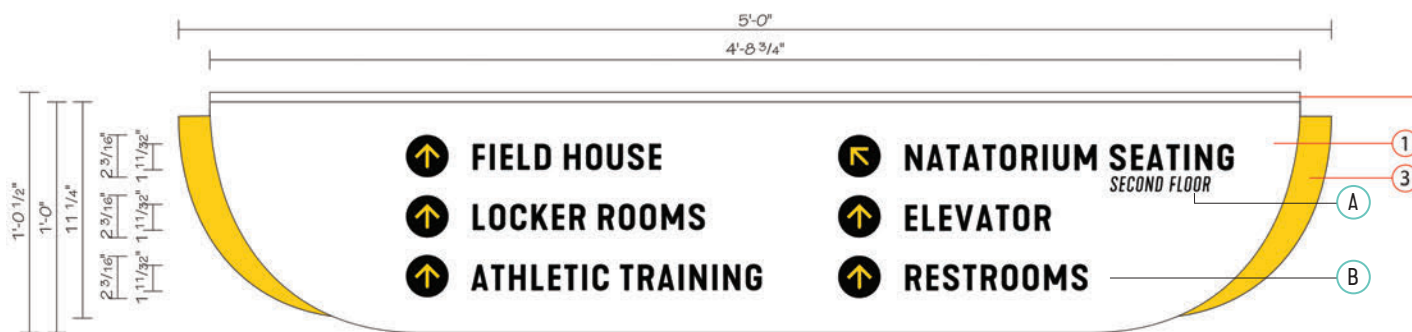 5'-0"
4'-8 3/4"
1'-0 1/2"
1'-0"
11 1/4"
2 3/16"
1 11/32"
2 3/16"
1 11/32"
2 3/16"
1 11/32"
FIELD HOUSE
LOCKER ROOMS
ATHLETIC TRAINING
NATATORIUM SEATING
SECOND FLOOR
ELEVATOR
RESTROOMS
1
3
A
B